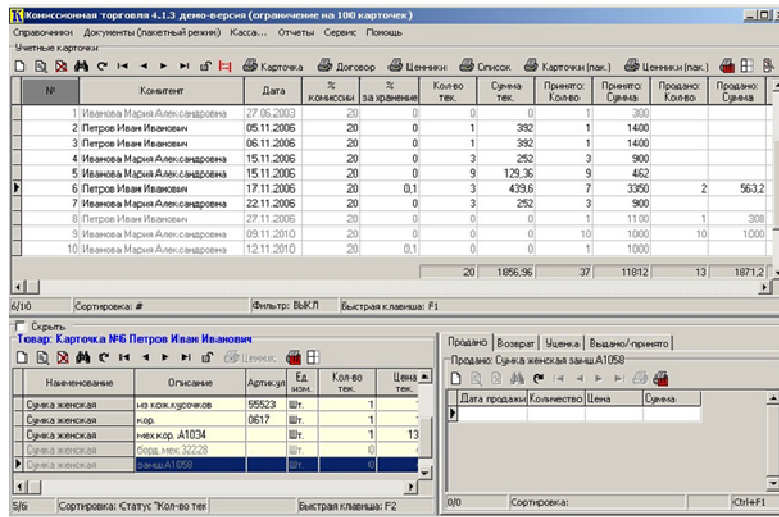 Комиссионная торговля 4.1.3 демо-версия (ограничение на 100 карточек)
Справочники Документы (пакетный режим) Касса... Отчеты Сервис Помощь
Учетные карточки
Карточка Договор Ценники Список Карточки (пак.) Ценники (пак.)
№ Комитент Дата % комиссии % за хранение Кол-во тек. Сумма тек. Принято: Кол-во Принято: Сумма Продано: Кол-во Продано: Сумма
1 Иванова Мария Александровна 27.06.2003 20 0 0 0 1 300
2 Петров Иван Иванович 05.11.2006 20 0 1 392 1 1400
3 Петров Иван Иванович 06.11.2006 20 0 1 392 1 1400
4 Иванова Мария Александровна 15.11.2006 20 0 3 252 3 900
5 Иванова Мария Александровна 15.11.2006 20 0 9 129,36 9 462
6 Петров Иван Иванович 17.11.2006 20 0,1 3 439,6 7 3350 2 563,2
7 Иванова Мария Александровна 22.11.2006 20 0 3 252 3 900
8 Петров Иван Иванович 27.11.2006 20 0 0 0 1 1100 1 308
9 Иванова Мария Александровна 09.11.2010 20 0 0 0 10 1000 10 1000
10 Иванова Мария Александровна 12.11.2010 20 0,1 0 0 1 1000
20 1856,96 37 11812 13 1871,2
6/10 Сортировка: # Фильтр: ВЫКЛ Быстрая клавиша: F1
Скрыть
Товар: Карточка №6 Петров Иван Иванович
Ценник
Наименование Описание Артикул Ед. изм. Кол-во тек. Цена тек.
Сумка женская из кож.кусочков 55523 Шт. 1
Сумка женская кор. 0617 Шт. 1
Сумка женская мех.кор. А1034 Шт. 1 13
Сумка женская борд. мех 32228 Шт. 0
Сумка женская замш.А1058 Шт. 0
5/6 Сортировка: Статус "Кол-во тек Быстрая клавиша: F2
Продано Возврат Уценка Выдано/принято
Продано: Сумка женская замш.А1058
Дата продажи Количество Цена Сумма
0/0 Сортировка: Ctrl+F1